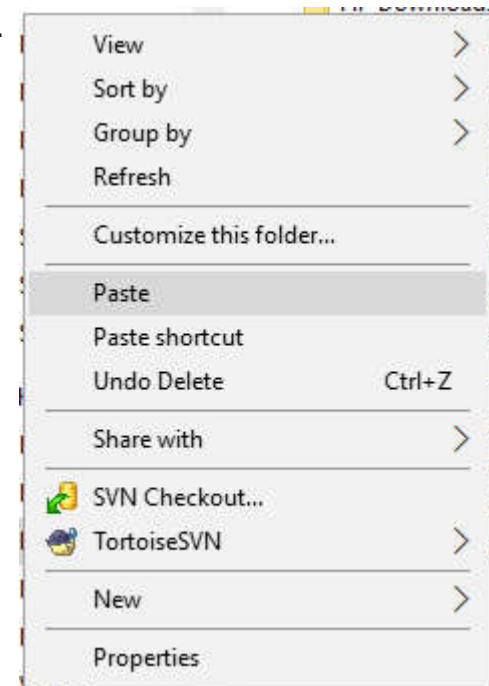 View
Sort by
Group by
Refresh
Customize this folder...
Paste
Paste shortcut
Undo Delete Ctrl+Z
Share with
SVN Checkout...
TortoiseSVN
New
Properties